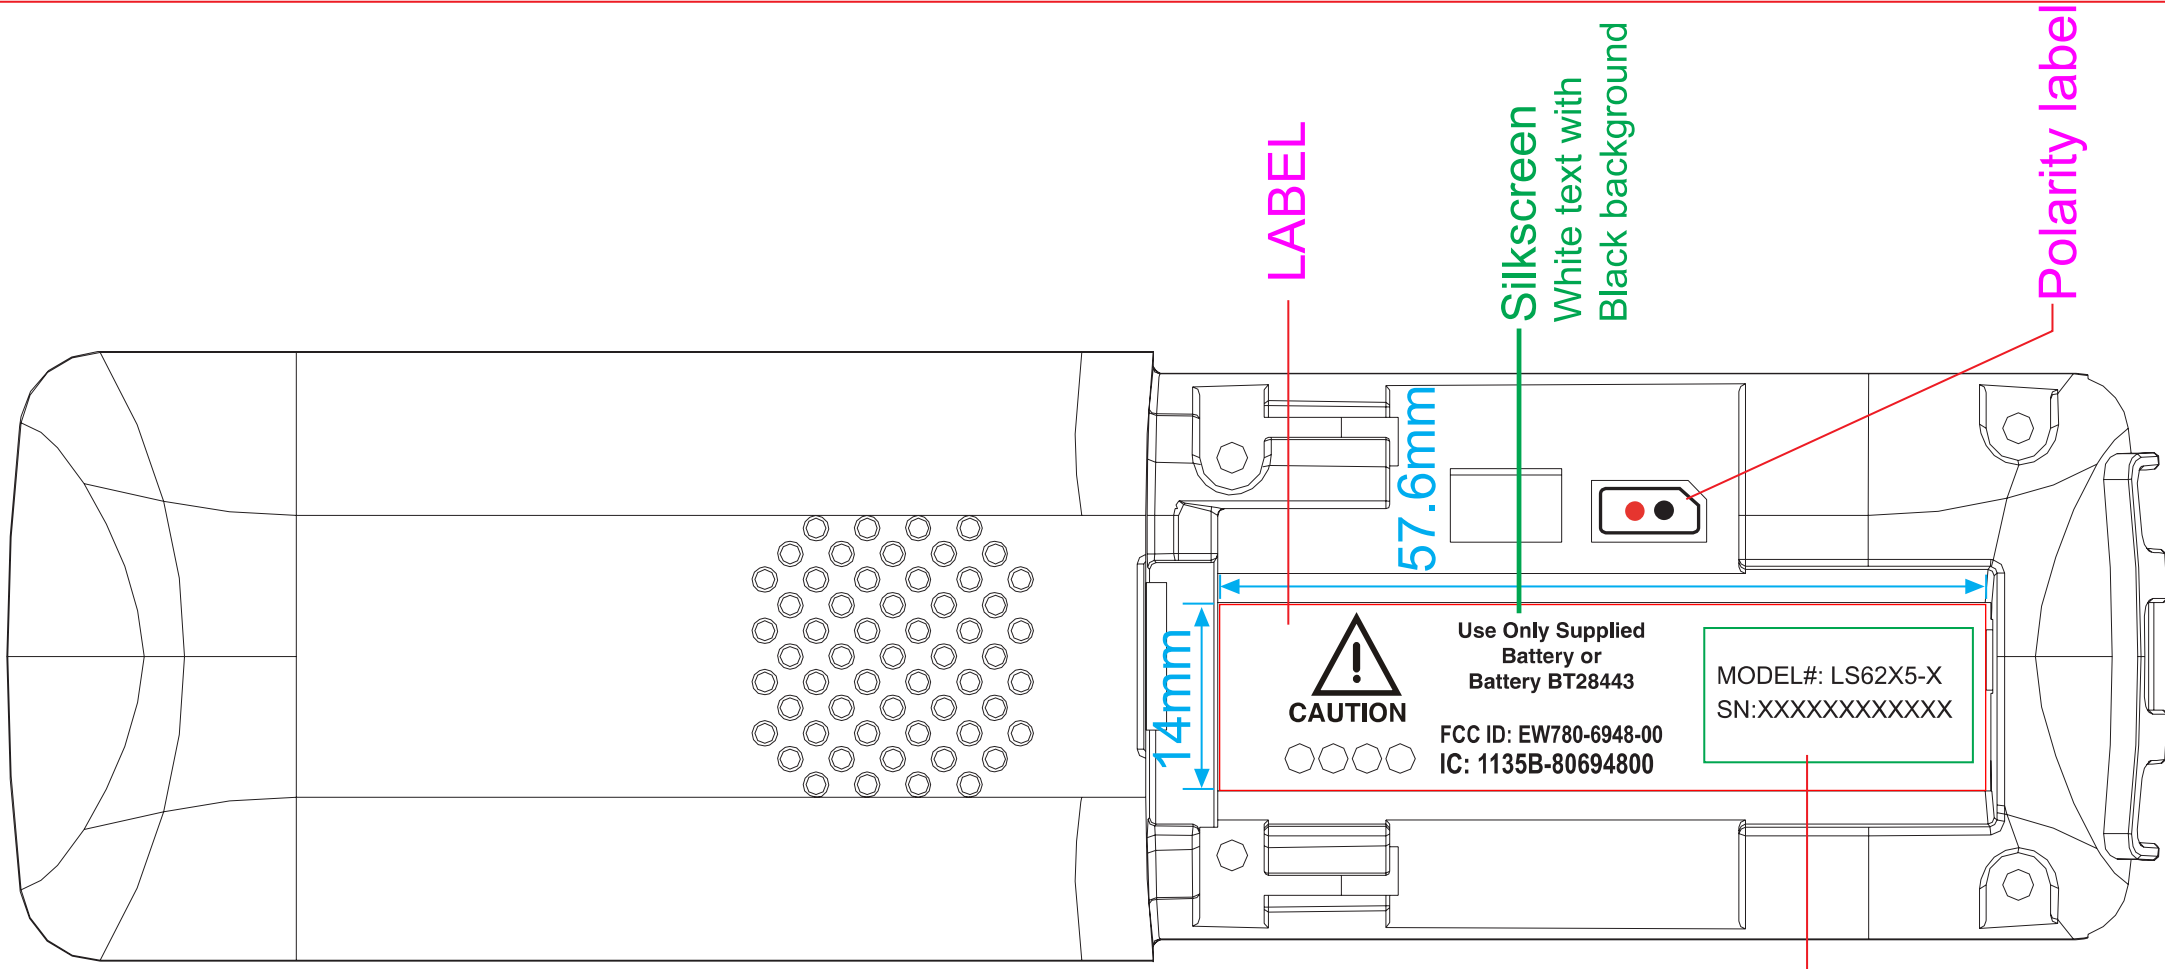 LABEL
Silkscreen
White text with
Black background
Polarity label
57.6mm
14mm
CAUTION
Use Only Supplied
Battery or
Battery BT28443
FCC ID: EW780-6948-00
IC: 1135B-80694800
MODEL#: LS62X5-X
SN:XXXXXXXXXXXX